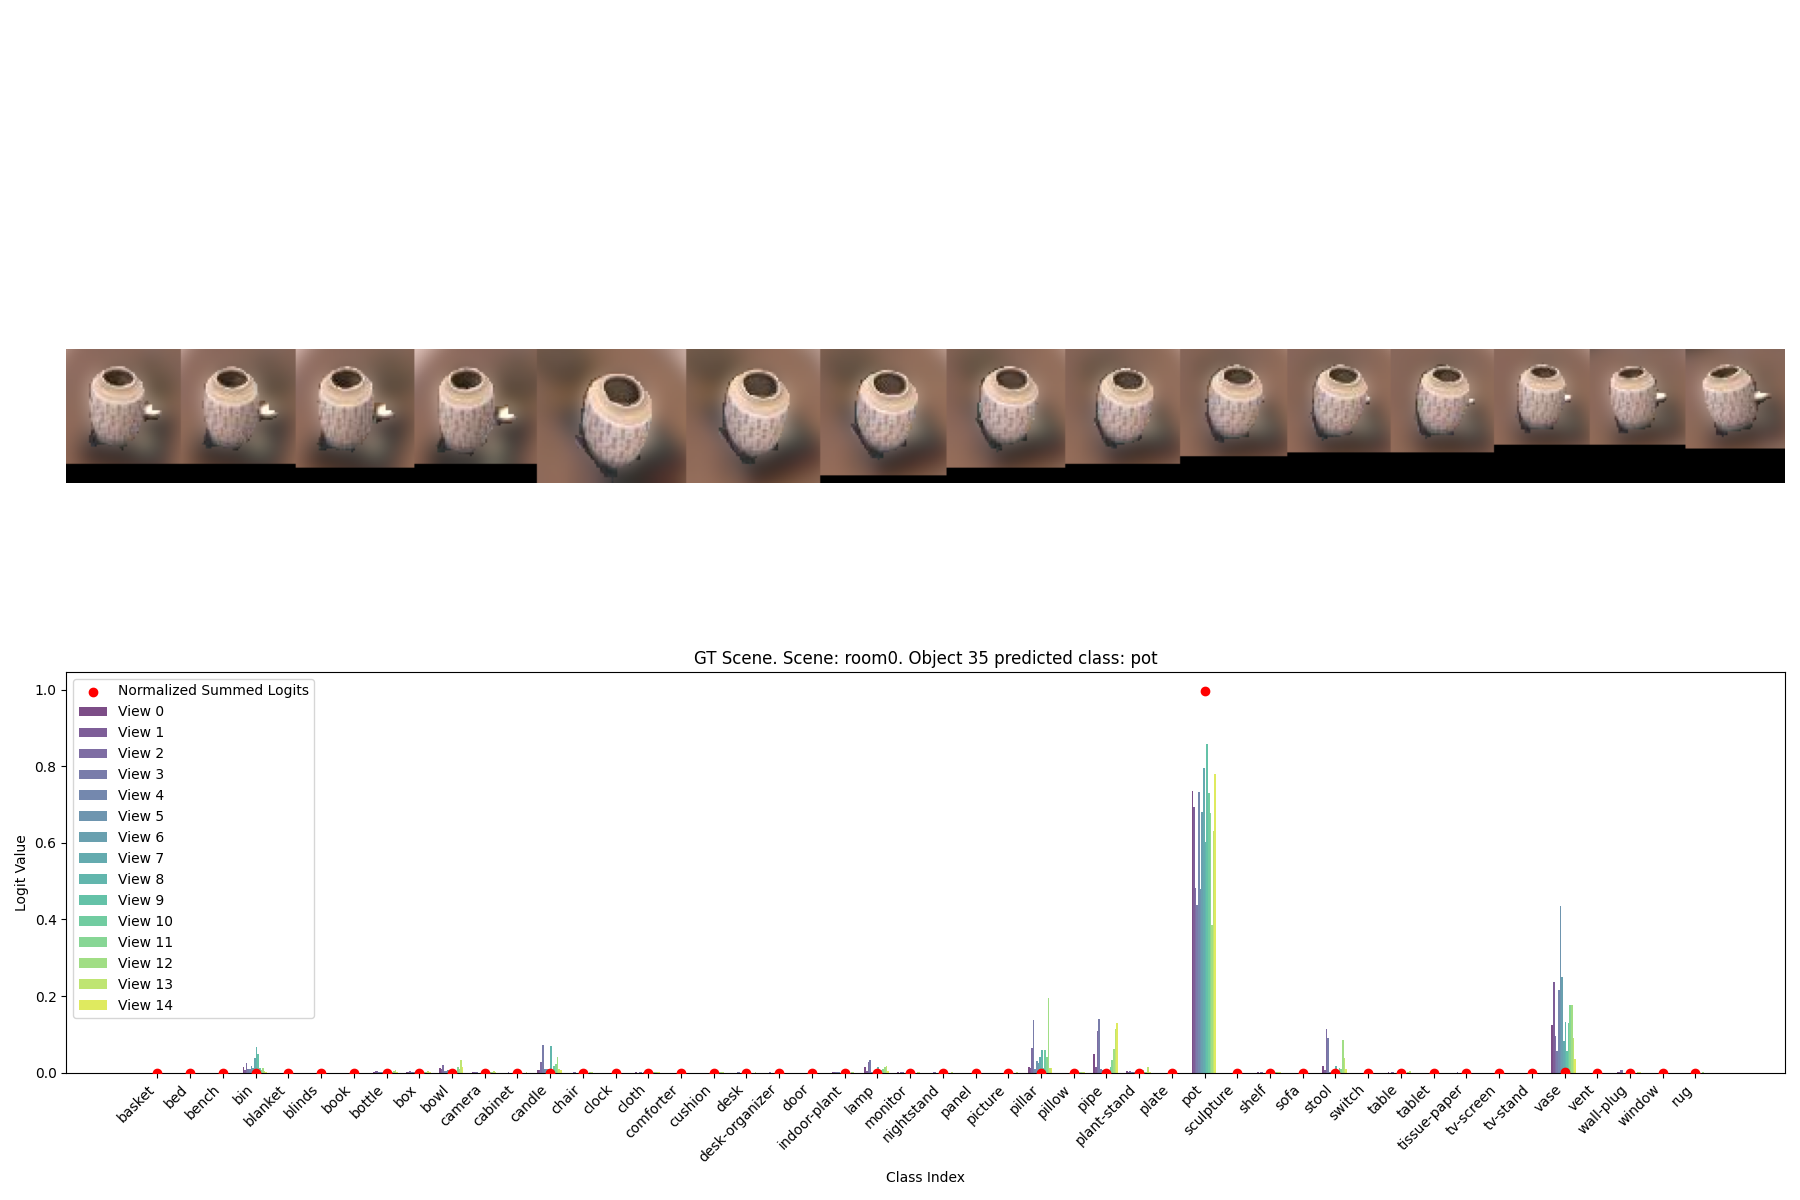 GT Scene. Scene: room0. Object 35 predicted class: pot
Normalized Summed Logits
View 0
View 1
View 2
View 3
View 4
View 5
View 6
View 7
View 8
View 9
View 10
View 11
View 12
View 13
View 14
1.0
0.8
0.6
0.4
0.2
0.0
Logit Value
basket
bed
bench
bin
blanket
blinds
book
bottle
box
bowl
camera
cabinet
candle
chair
clock
cloth
comforter
cushion
desk
desk-organizer
door
indoor-plant
lamp
monitor
nightstand
panel
picture
pillar
pillow
pipe
plant-stand
plate
pot
sculpture
shelf
sofa
stool
switch
table
tablet
tissue-paper
tv-screen
tv-stand
vase
vent
wall-plug
window
rug
Class Index